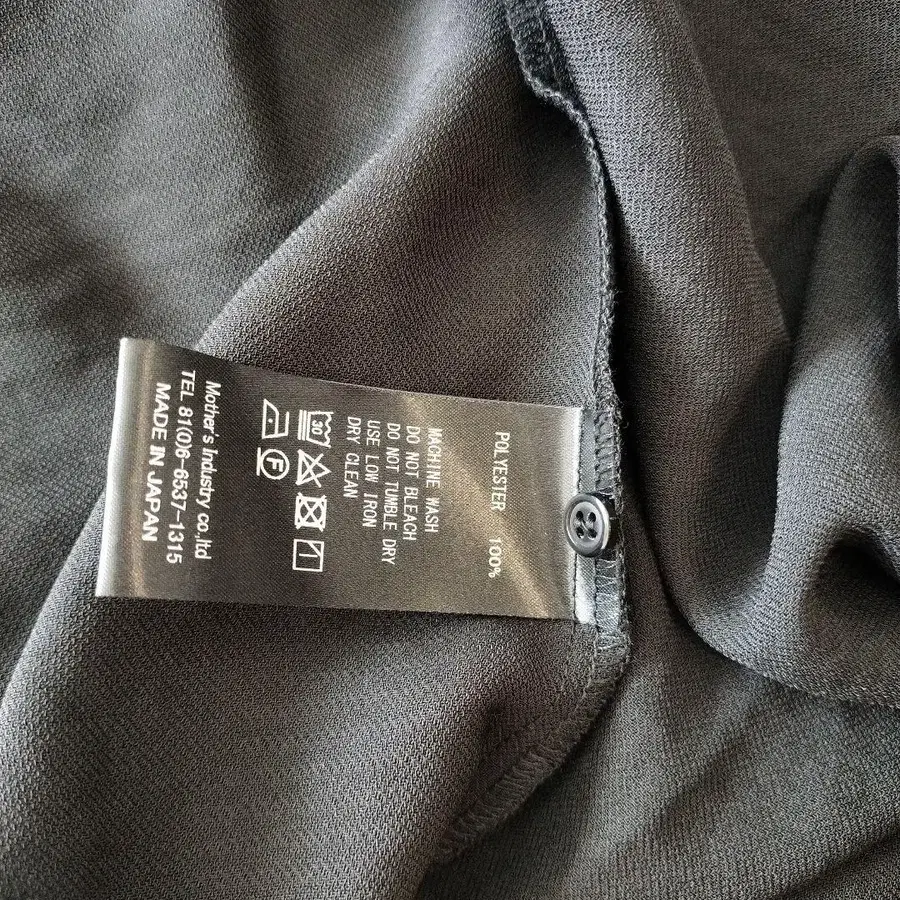 POLYESTER 100%
MACHINE WASH
DO NOT BLEACH
DO NOT TUMBLE DRY
USE LOW IRON
DRY CLEAN
30
F
Mother's Industry co.,ltd
TEL 81(0)6-6537-1315
MADE IN JAPAN